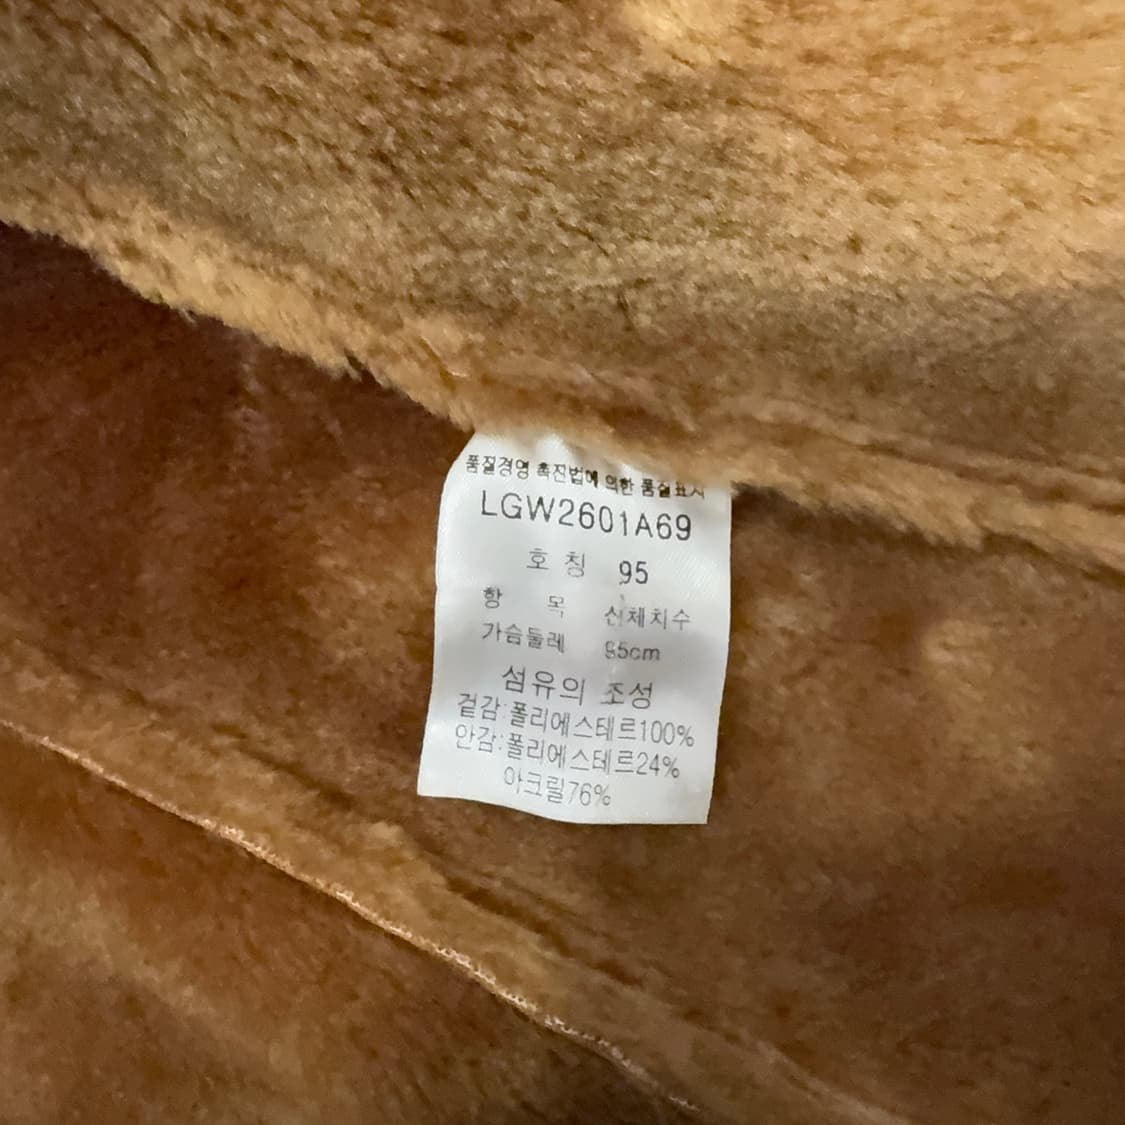 품질경영 촉진법에 의한 품질표시
LGW2601A69
호 칭 95
항 목 신체치수
가슴둘레 95cm
섬유의 조성
겉감:폴리에스테르100%
안감:폴리에스테르24%
아크릴76%